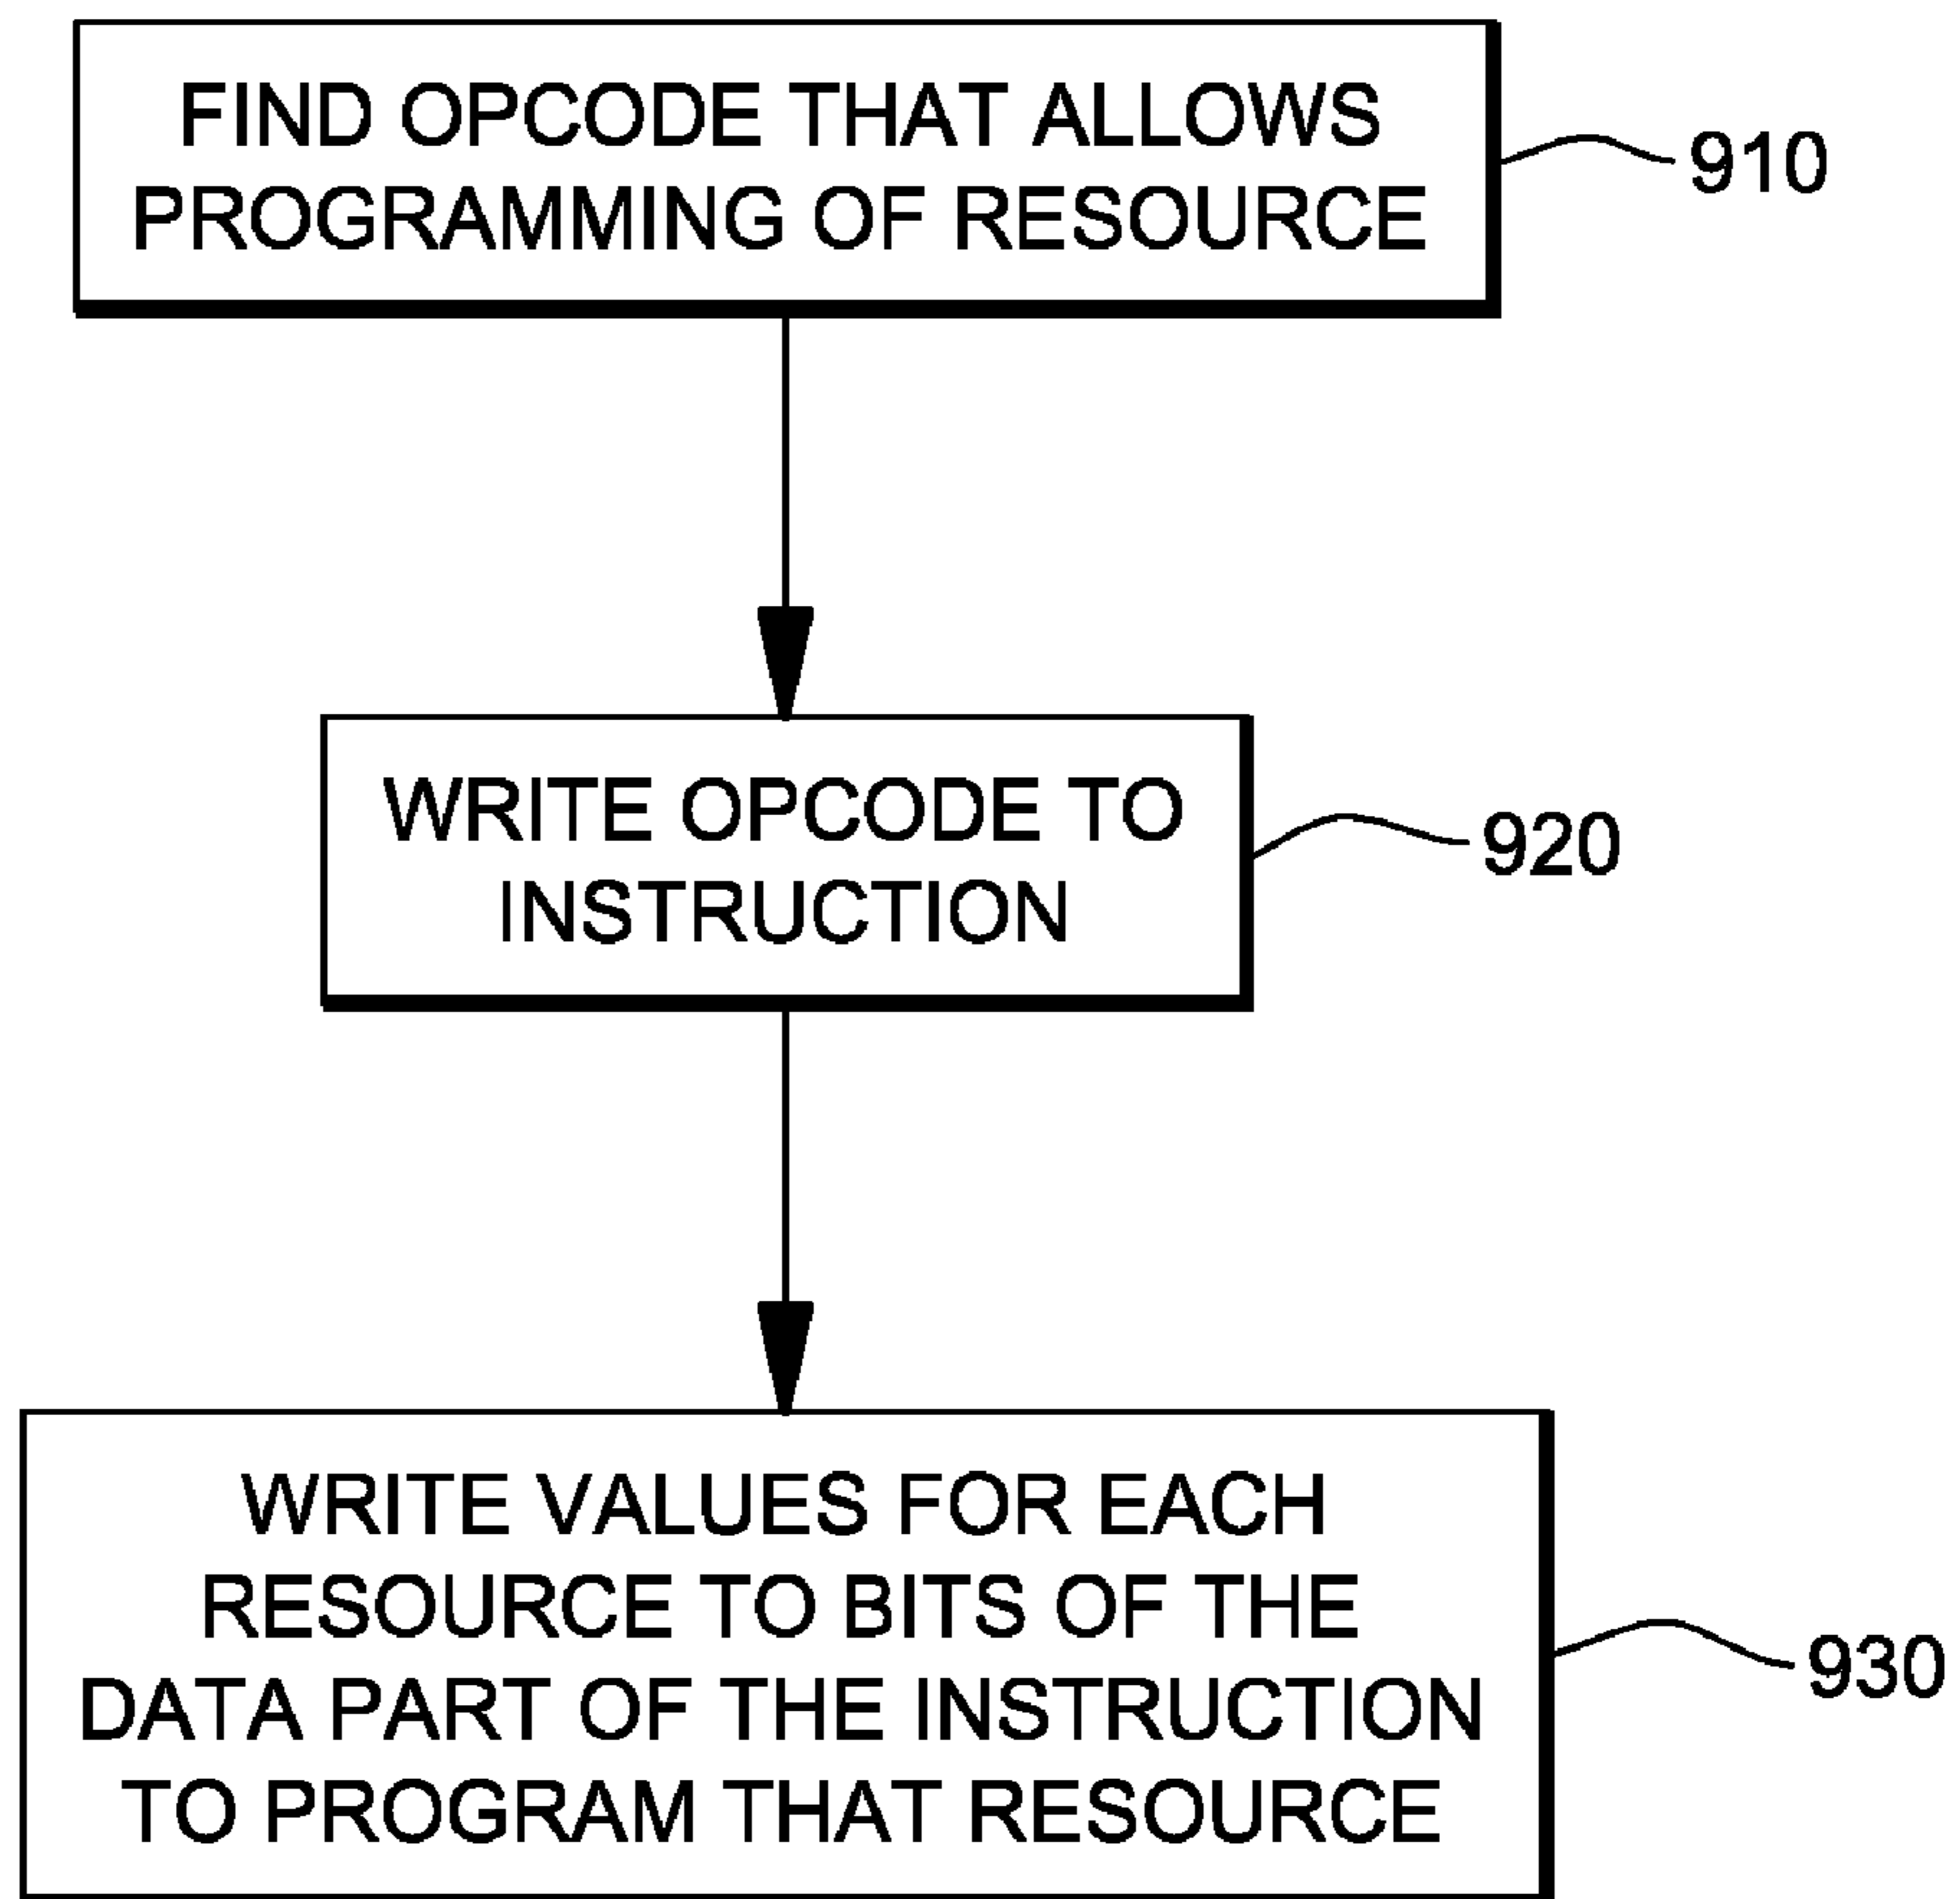 FIND OPCODE THAT ALLOWS
PROGRAMMING OF RESOURCE
910
WRITE OPCODE TO
INSTRUCTION
920
WRITE VALUES FOR EACH
RESOURCE TO BITS OF THE
DATA PART OF THE INSTRUCTION
TO PROGRAM THAT RESOURCE
930